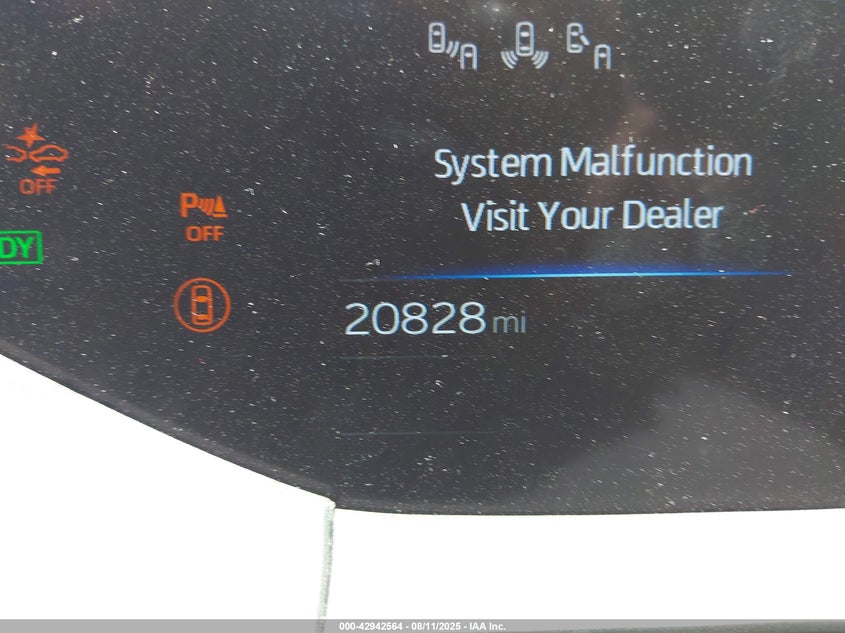 A
A
System Malfunction
Visit Your Dealer
OFF
P
OFF
DY
20828 mi
000-42942564 - 08/11/2025 - IAA Inc.